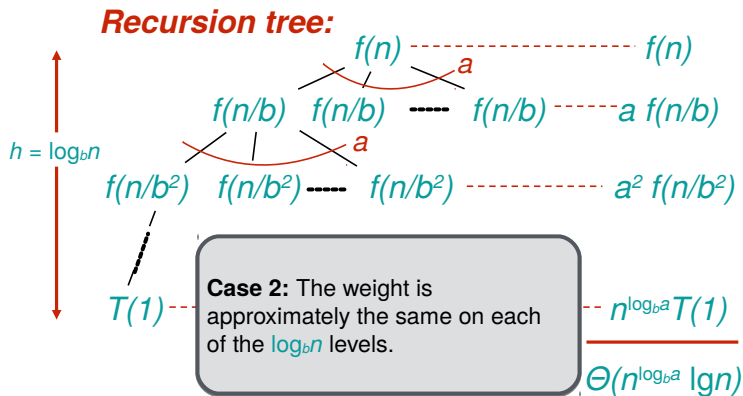 Recursion tree:
f(n) f(n)
a
f(n/b) f(n/b) f(n/b) a f(n/b)
h = log_b n
a
f(n/b²) f(n/b²) f(n/b²) a² f(n/b²)
T(1) n^{log_b a} T(1)
Case 2: The weight is
approximately the same on each
of the log_b n levels.
Θ(n^{log_b a} lgn)